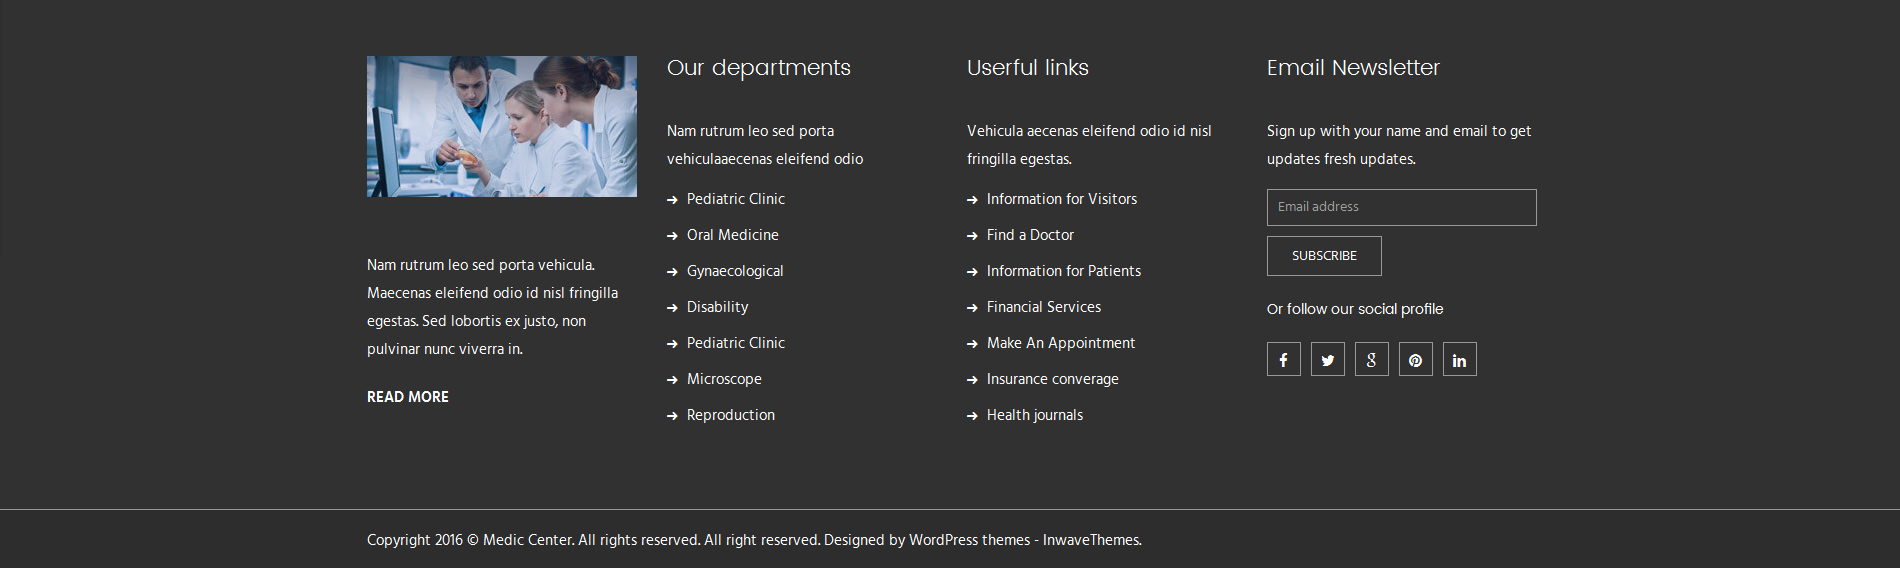 Nam rutrum leo sed porta vehicula.
Maecenas eleifend odio id nisl fringilla
egestas. Sed lobortis ex justo, non
pulvinar nunc viverra in.
READ MORE
Our departments
Nam rutrum leo sed porta
vehiculaaecenas eleifend odio
Pediatric Clinic
Oral Medicine
Gynaecological
Disability
Pediatric Clinic
Microscope
Reproduction
Userful links
Vehicula aecenas eleifend odio id nisl
fringilla egestas.
Information for Visitors
Find a Doctor
Information for Patients
Financial Services
Make An Appointment
Insurance converage
Health journals
Email Newsletter
Sign up with your name and email to get
updates fresh updates.
Email address
SUBSCRIBE
Or follow our social profile
Copyright 2016 © Medic Center. All rights reserved. All right reserved. Designed by WordPress themes - InwaveThemes.